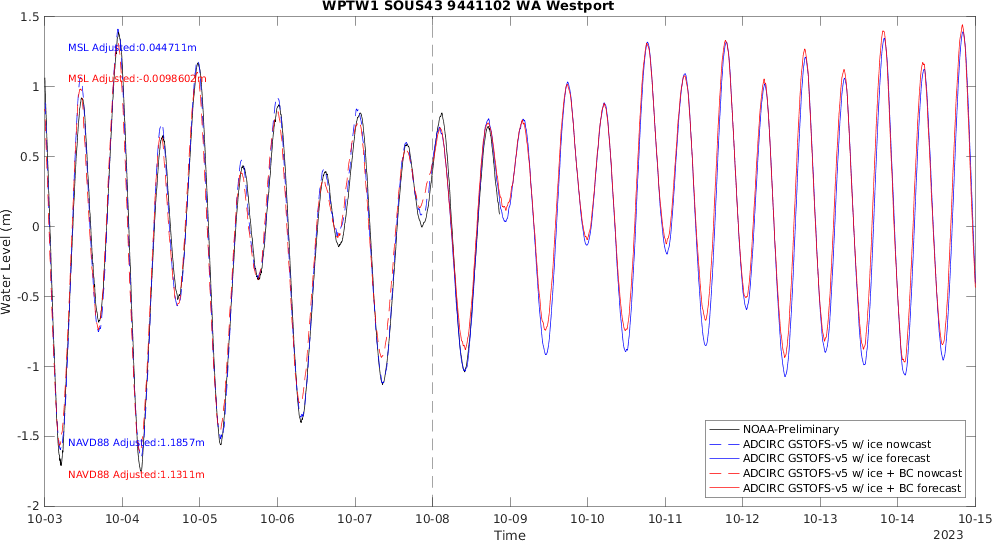 WPTW1 SOUS43 9441102 WA Westport
1.5
1
0.5
0
-0.5
-1
-1.5
-2
Water Level (m)
MSL Adjusted:0.044711m
MSL Adjusted:-0.0098602m
NAVD88 Adjusted:1.1857m
NAVD88 Adjusted:1.1311m
NOAA-Preliminary
ADCIRC GSTOFS-v5 w/ ice nowcast
ADCIRC GSTOFS-v5 w/ ice forecast
ADCIRC GSTOFS-v5 w/ ice + BC nowcast
ADCIRC GSTOFS-v5 w/ ice + BC forecast
10-03 10-04 10-05 10-06 10-07 10-08 10-09 10-10 10-11 10-12 10-13 10-14 10-15
Time
2023